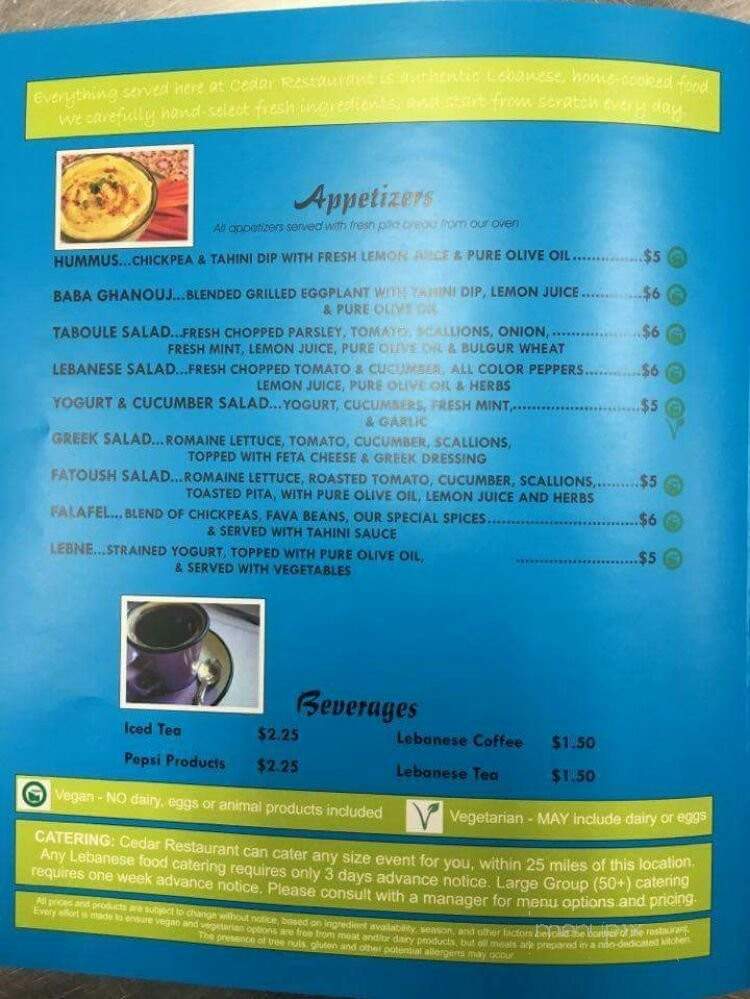 Everything served here at Cedar Restaurant is authentic Lebanese, home-cooked food.
We carefully hand-select fresh ingredients, and start from scratch every day.
Appetizers
All appetizers served with fresh pita bread from our oven
HUMMUS...CHICKPEA & TAHINI DIP WITH FRESH LEMON JUICE & PURE OLIVE OIL..............$5
BABA GHANOUJ...BLENDED GRILLED EGGPLANT WITH TAHINI DIP, LEMON JUICE............$6
& PURE OLIVE OIL
TABOULE SALAD...FRESH CHOPPED PARSLEY, TOMATO, SCALLIONS, ONION,..................$6
FRESH MINT, LEMON JUICE, PURE OLIVE OIL & BULGUR WHEAT
LEBANESE SALAD...FRESH CHOPPED TOMATO & CUCUMBER, ALL COLOR PEPPERS...........$6
LEMON JUICE, PURE OLIVE OIL & HERBS
YOGURT & CUCUMBER SALAD...YOGURT, CUCUMBERS, FRESH MINT,..........................$5
& GARLIC
GREEK SALAD...ROMAINE LETTUCE, TOMATO, CUCUMBER, SCALLIONS,
TOPPED WITH FETA CHEESE & GREEK DRESSING
FATOUSH SALAD...ROMAINE LETTUCE, ROASTED TOMATO, CUCUMBER, SCALLIONS,.........$5
TOASTED PITA, WITH PURE OLIVE OIL, LEMON JUICE AND HERBS
FALAFEL...BLEND OF CHICKPEAS, FAVA BEANS, OUR SPECIAL SPICES..............................$6
& SERVED WITH TAHINI SAUCE
LEBNE...STRAINED YOGURT, TOPPED WITH PURE OLIVE OIL, .........................$5
& SERVED WITH VEGETABLES
Beverages
Iced Tea $2.25 Lebanese Coffee $1.50
Pepsi Products $2.25 Lebanese Tea $1.50
Vegan - NO dairy, eggs or animal products included Vegetarian - MAY include dairy or eggs
CATERING: Cedar Restaurant can cater any size event for you, within 25 miles of this location.
Any Lebanese food catering requires only 3 days advance notice. Large Group (50+) catering
requires one week advance notice. Please consult with a manager for menu options and pricing.
All prices and products are subject to change without notice, based on ingredient availability, season, and other factors the of the restaurant.
Every effort is made to ensure vegan and vegetarian options are free from meat and/or dairy products, but all meals are prepared in a non-dedicated kitchen.
The presence of tree nuts, gluten and other potential allergens may occur.